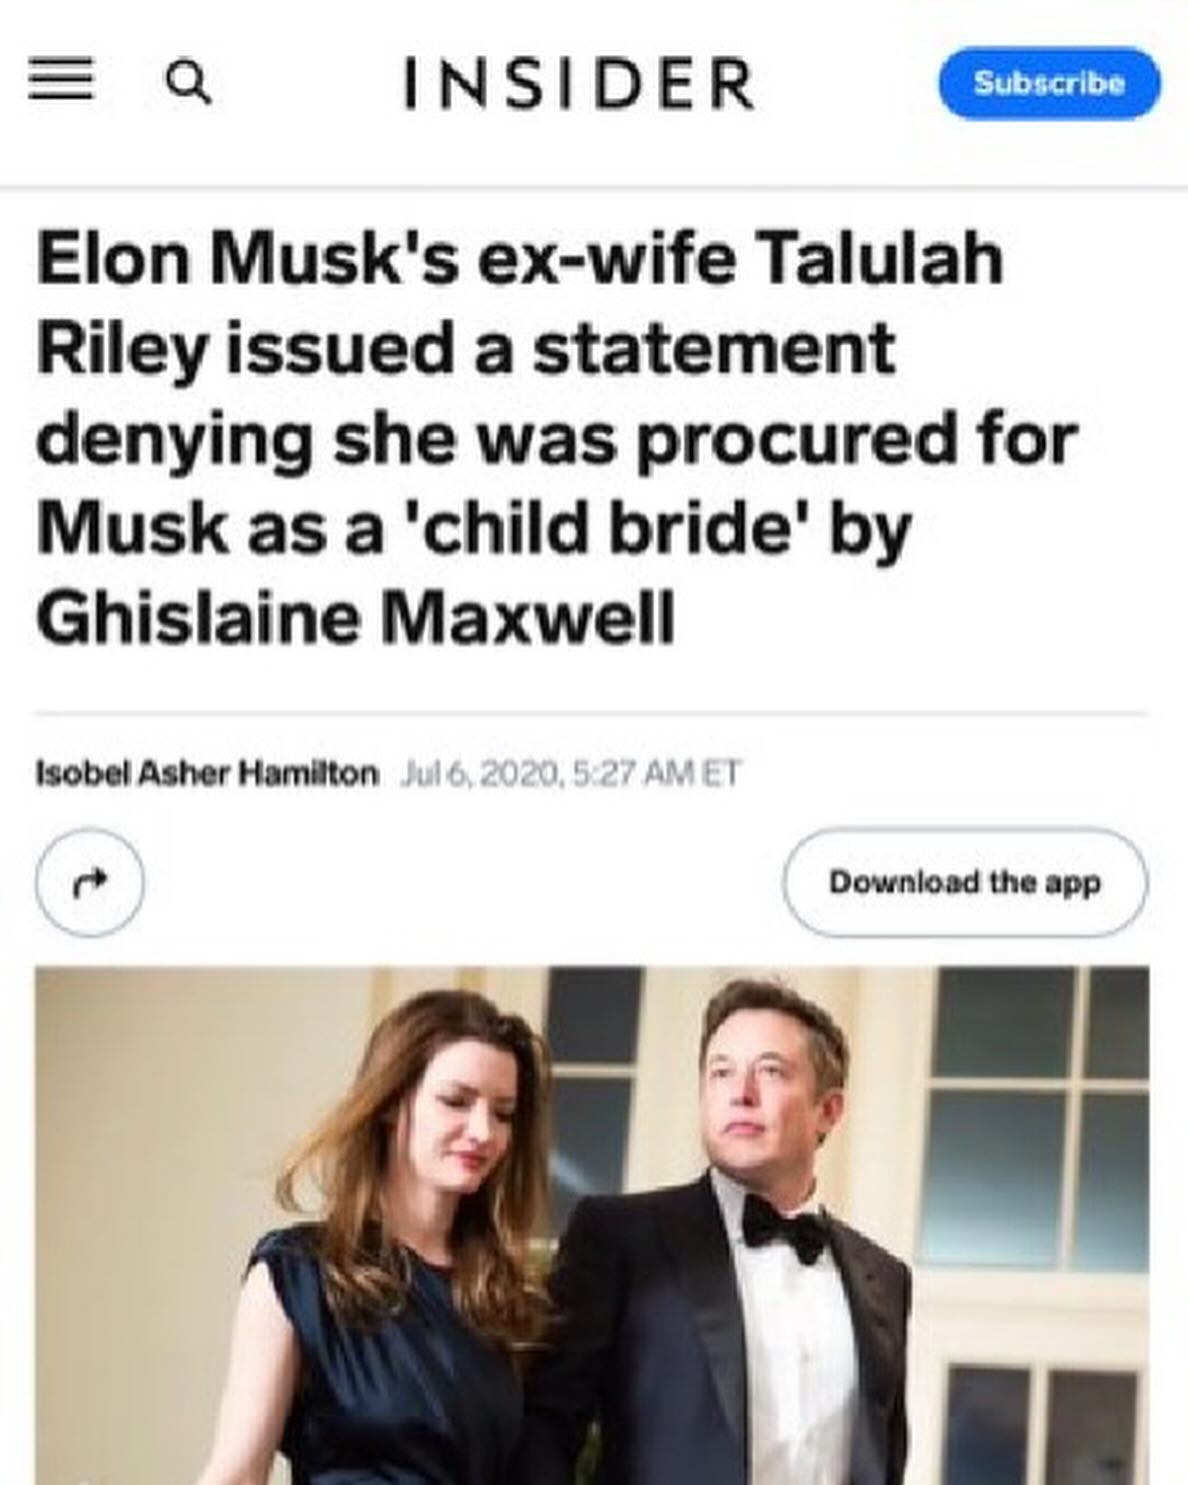 INSIDER
Subscribe
Elon Musk's ex-wife Talulah
Riley issued a statement
denying she was procured for
Musk as a 'child bride' by
Ghislaine Maxwell
Isobel Asher Hamilton Jul 6, 2020, 5:27 AM ET
Download the app